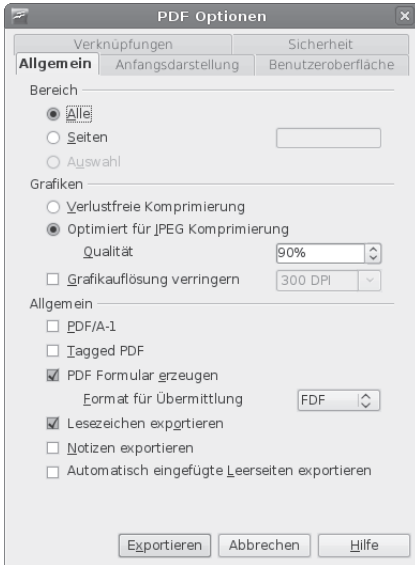 PDF Optionen
Verknüpfungen Sicherheit
Allgemein Anfangsdarstellung Benutzeroberfläche
Bereich
Alle
Seiten
Auswahl
Grafiken
Verlustfreie Komprimierung
Optimiert für JPEG Komprimierung
Qualität 90%
Grafikauflösung verringern 300 DPI
Allgemein
PDF/A-1
Tagged PDF
PDF Formular erzeugen
Format für Übermittlung FDF
Lesezeichen exportieren
Notizen exportieren
Automatisch eingefügte Leerseiten exportieren
Exportieren Abbrechen Hilfe